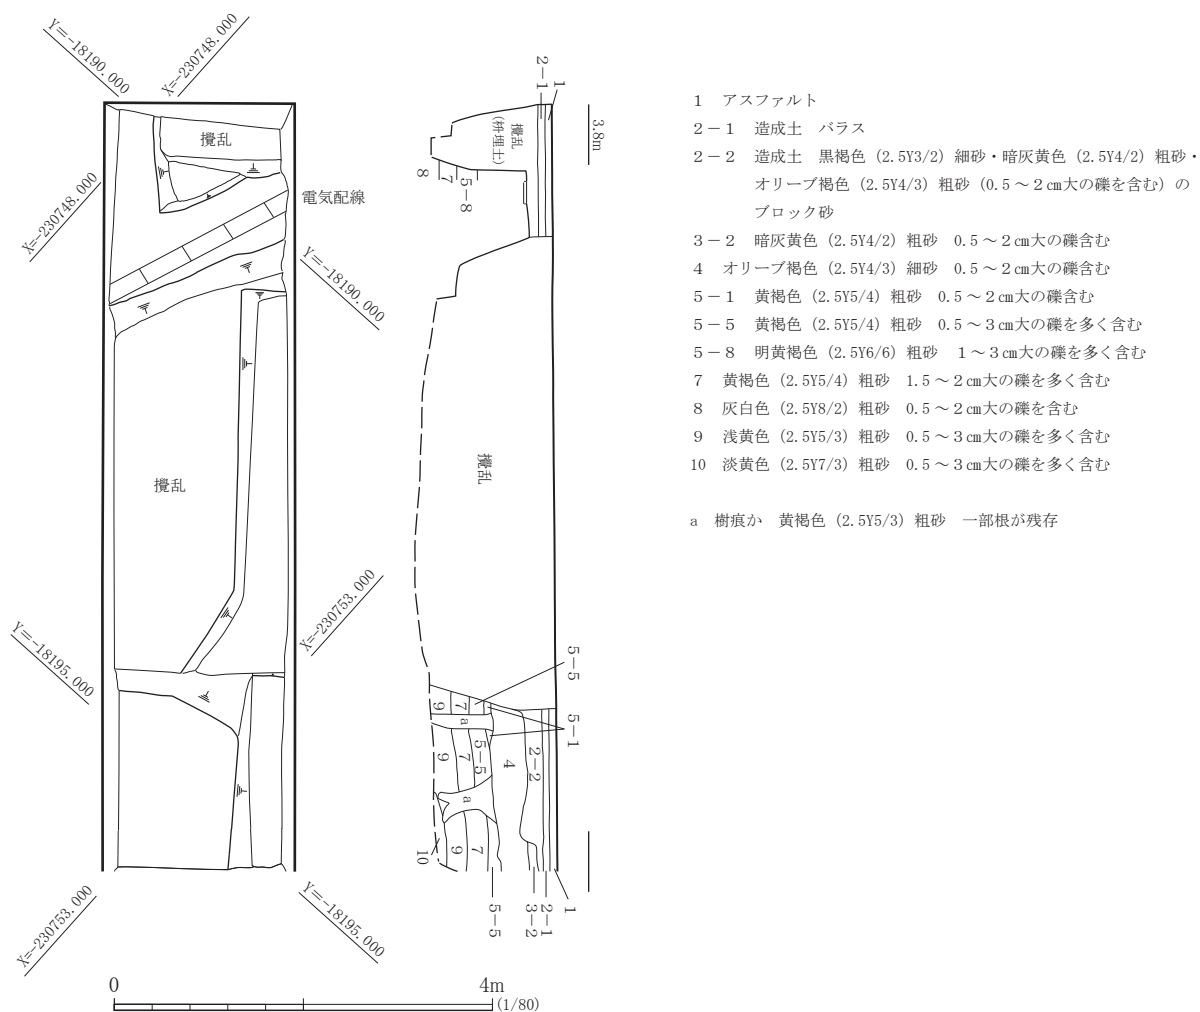 Y=-18190.000
X=-230748.000
攪乱
電気配線
X=-230748.000
Y=-18190.000
攪乱
X=-230753.000
Y=-18195.000
X=-230753.000
Y=-18195.000
2－1
1
3.8m
攪乱
(枡埋土)
8
7
5－8
攪乱
5－5
5－1
9
7
a
5－5
7
9
4
2－2
a
10
9
7
5－5
3－2
2－1
1
0
4m
(1/80)
1 アスファルト
2－1 造成土 バラス
2－2 造成土 黒褐色（2.5Y3/2）細砂・暗灰黄色（2.5Y4/2）粗砂・
オリーブ褐色（2.5Y4/3）粗砂（0.5～2㎝大の礫を含む）の
ブロック砂
3－2 暗灰黄色（2.5Y4/2）粗砂 0.5～2㎝大の礫含む
4 オリーブ褐色（2.5Y4/3）細砂 0.5～2㎝大の礫含む
5－1 黄褐色（2.5Y5/4）粗砂 0.5～2㎝大の礫含む
5－5 黄褐色（2.5Y5/4）粗砂 0.5～3㎝大の礫を多く含む
5－8 明黄褐色（2.5Y6/6）粗砂 1～3㎝大の礫を多く含む
7 黄褐色（2.5Y5/4）粗砂 1.5～2㎝大の礫を多く含む
8 灰白色（2.5Y8/2）粗砂 0.5～2㎝大の礫を含む
9 浅黄色（2.5Y5/3）粗砂 0.5～3㎝大の礫を多く含む
10 淡黄色（2.5Y7/3）粗砂 0.5～3㎝大の礫を多く含む
a 樹痕か 黄褐色（2.5Y5/3）粗砂 一部根が残存